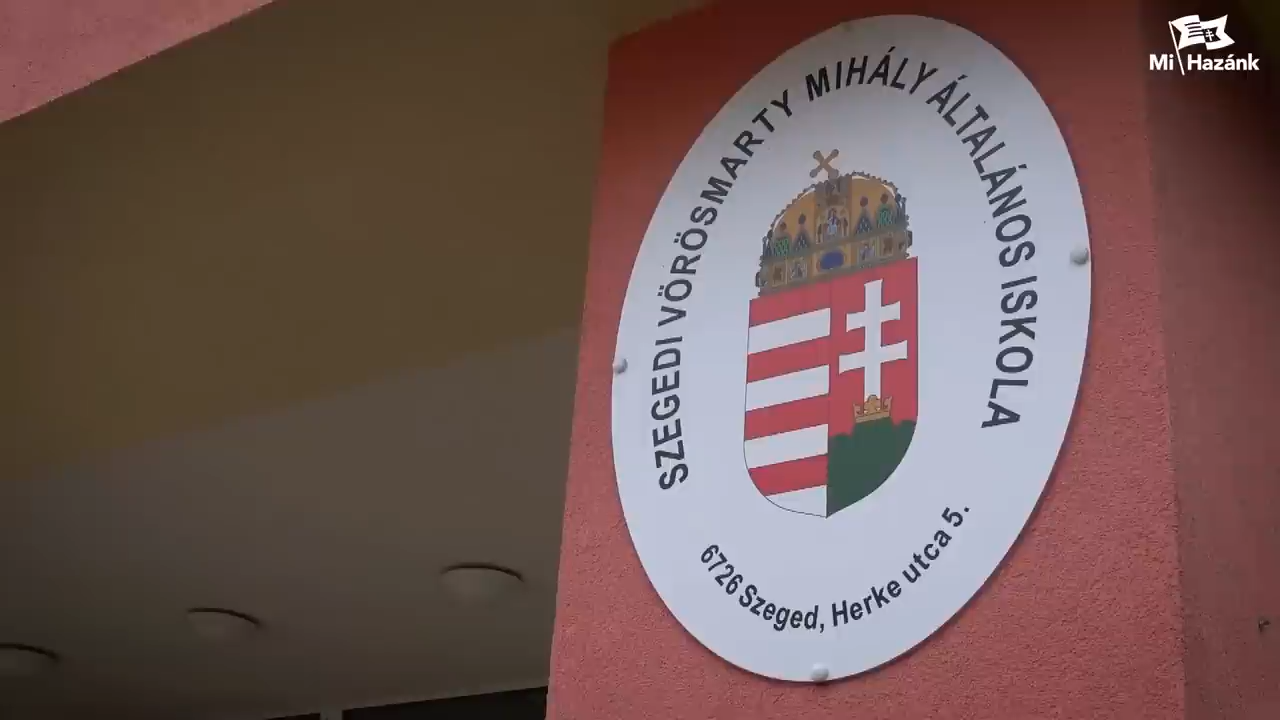 Mi Hazánk
SZEGEDI VÖRÖSMARTY MIHÁLY ÁLTALÁNOS ISKOLA
6726 Szeged, Herke utca 5.